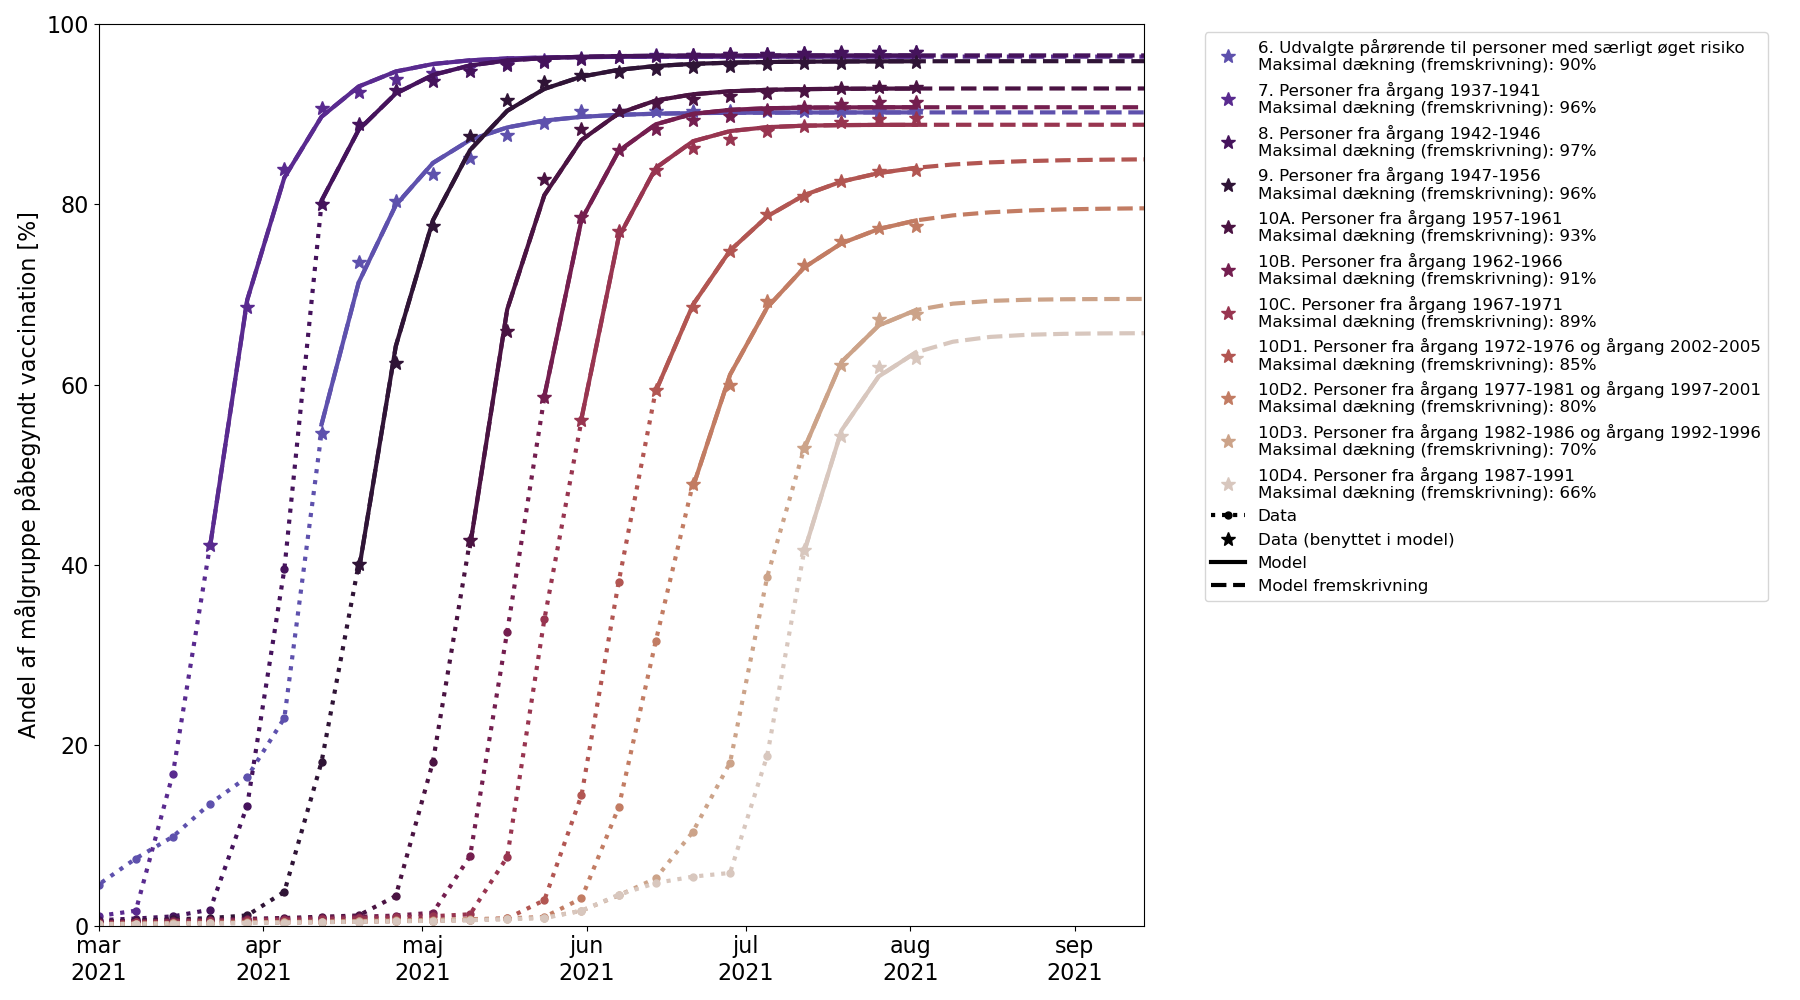 100
80
60
40
20
0
Andel af målgruppe påbegyndt vaccination [%]
mar
2021
apr
2021
maj
2021
jun
2021
jul
2021
aug
2021
sep
2021
6. Udvalgte pårørende til personer med særligt øget risiko
Maksimal dækning (fremskrivning): 90%
7. Personer fra årgang 1937-1941
Maksimal dækning (fremskrivning): 96%
8. Personer fra årgang 1942-1946
Maksimal dækning (fremskrivning): 97%
9. Personer fra årgang 1947-1956
Maksimal dækning (fremskrivning): 96%
10A. Personer fra årgang 1957-1961
Maksimal dækning (fremskrivning): 93%
10B. Personer fra årgang 1962-1966
Maksimal dækning (fremskrivning): 91%
10C. Personer fra årgang 1967-1971
Maksimal dækning (fremskrivning): 89%
10D1. Personer fra årgang 1972-1976 og årgang 2002-2005
Maksimal dækning (fremskrivning): 85%
10D2. Personer fra årgang 1977-1981 og årgang 1997-2001
Maksimal dækning (fremskrivning): 80%
10D3. Personer fra årgang 1982-1986 og årgang 1992-1996
Maksimal dækning (fremskrivning): 70%
10D4. Personer fra årgang 1987-1991
Maksimal dækning (fremskrivning): 66%
Data
Data (benyttet i model)
Model
Model fremskrivning